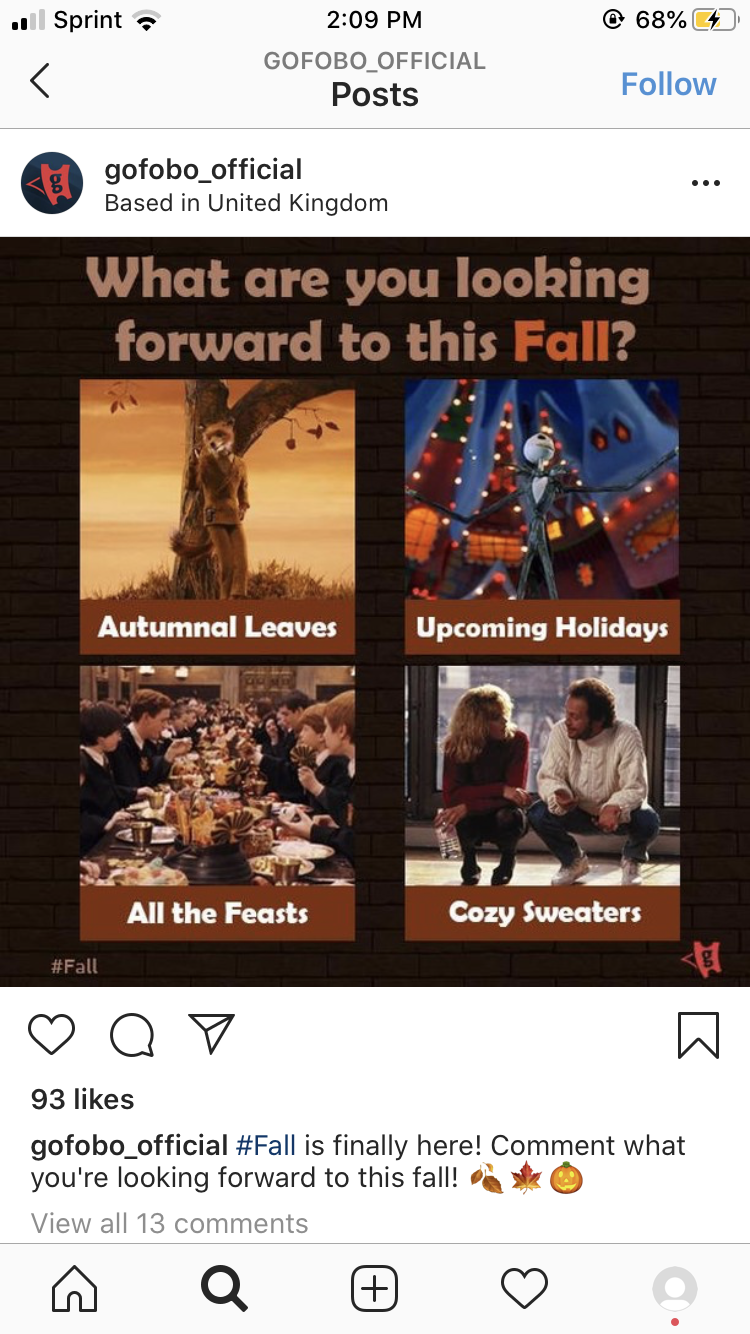 Sprint 2:09 PM 68%
GOFOBO_OFFICIAL
Posts
Follow
gofobo_official
Based in United Kingdom
What are you looking
forward to this Fall?
Autumnal Leaves
Upcoming Holidays
All the Feasts
Cozy Sweaters
#Fall
g
93 likes
gofobo_official #Fall is finally here! Comment what
you're looking forward to this fall! 🍂 🍁 🎃
View all 13 comments